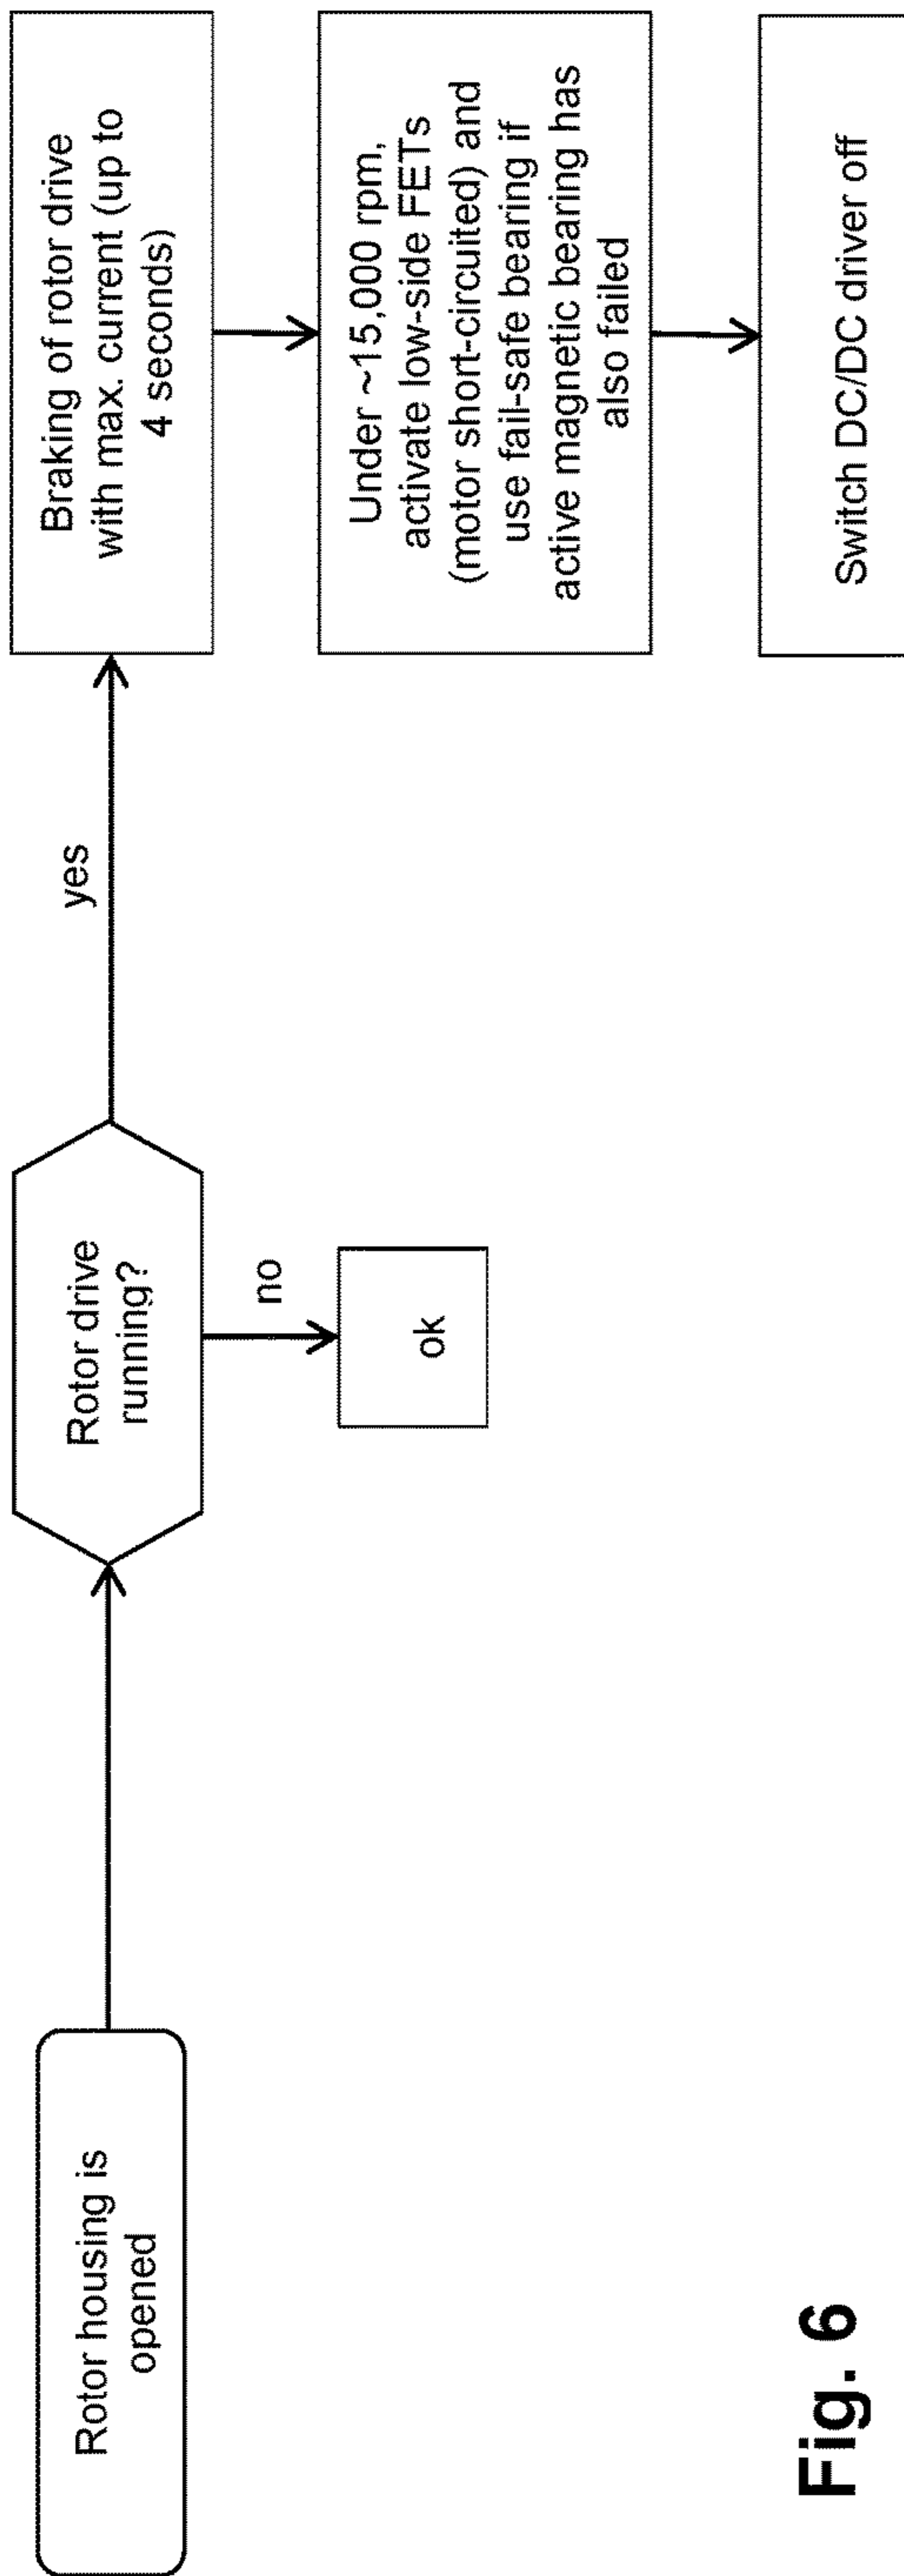 Rotor housing is
opened
Rotor drive
running?
no
ok
yes
Braking of rotor drive
with max. current (up to
4 seconds)
Under ~15,000 rpm,
activate low-side FETs
(motor short-circuited) and
use fail-safe bearing if
active magnetic bearing has
also failed
Switch DC/DC driver off
Fig. 6